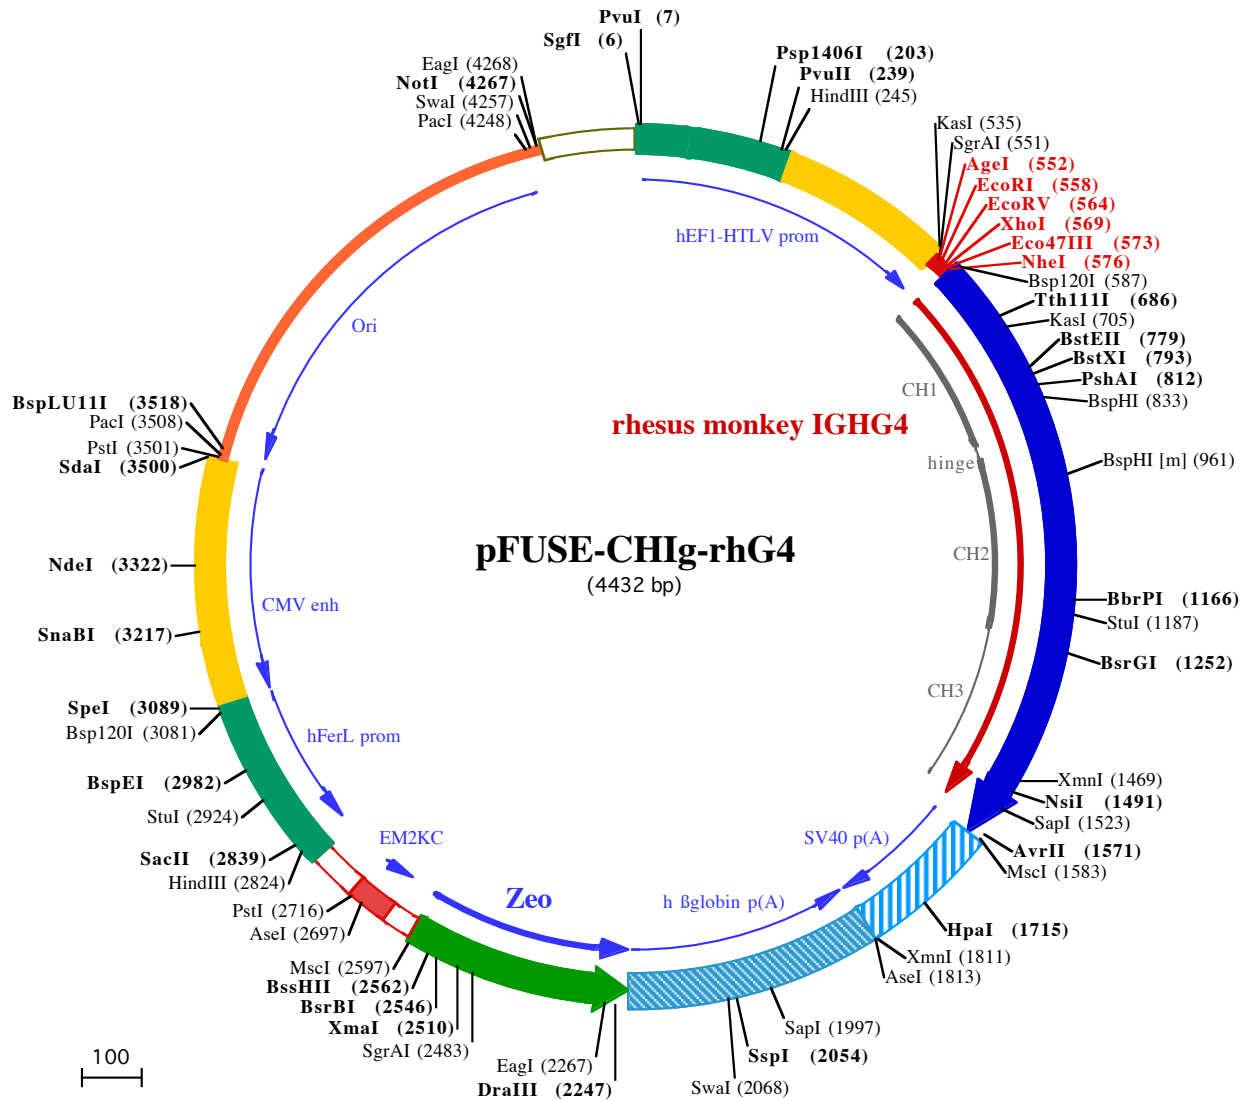 PvuI (7)
SgfI (6)
Psp1406I (203)
PvuII (239)
HindIII (245)
EagI (4268)
NotI (4267)
SwaI (4257)
PacI (4248)
KasI (535)
SgrAI (551)
AgeI (552)
EcoRI (558)
EcoRV (564)
XhoI (569)
Eco47III (573)
NheI (576)
Bsp120I (587)
Tth111I (686)
KasI (705)
BstEII (779)
BstXI (793)
PshAI (812)
BspHI (833)
BspHI [m] (961)
BbrPI (1166)
StuI (1187)
BsrGI (1252)
XmnI (1469)
NsiI (1491)
SapI (1523)
AvrII (1571)
MscI (1583)
HpaI (1715)
XmnI (1811)
AseI (1813)
SapI (1997)
SspI (2054)
SwaI (2068)
DraIII (2247)
EagI (2267)
SgrAI (2483)
XmaI (2510)
BsrBI (2546)
BssHII (2562)
MscI (2597)
AseI (2697)
PstI (2716)
HindIII (2824)
SacII (2839)
StuI (2924)
BspEI (2982)
Bsp120I (3081)
SpeI (3089)
SnaBI (3217)
NdeI (3322)
SdaI (3500)
PstI (3501)
PacI (3508)
BspLU11I (3518)
hEF1-HTLV prom
Ori
CH1
rhesus monkey IGHG4
hinge
pFUSE-CHIg-rhG4
(4432 bp)
CH2
CMV enh
CH3
hFerL prom
EM2KC
SV40 p(A)
Zeo
h ßglobin p(A)
100